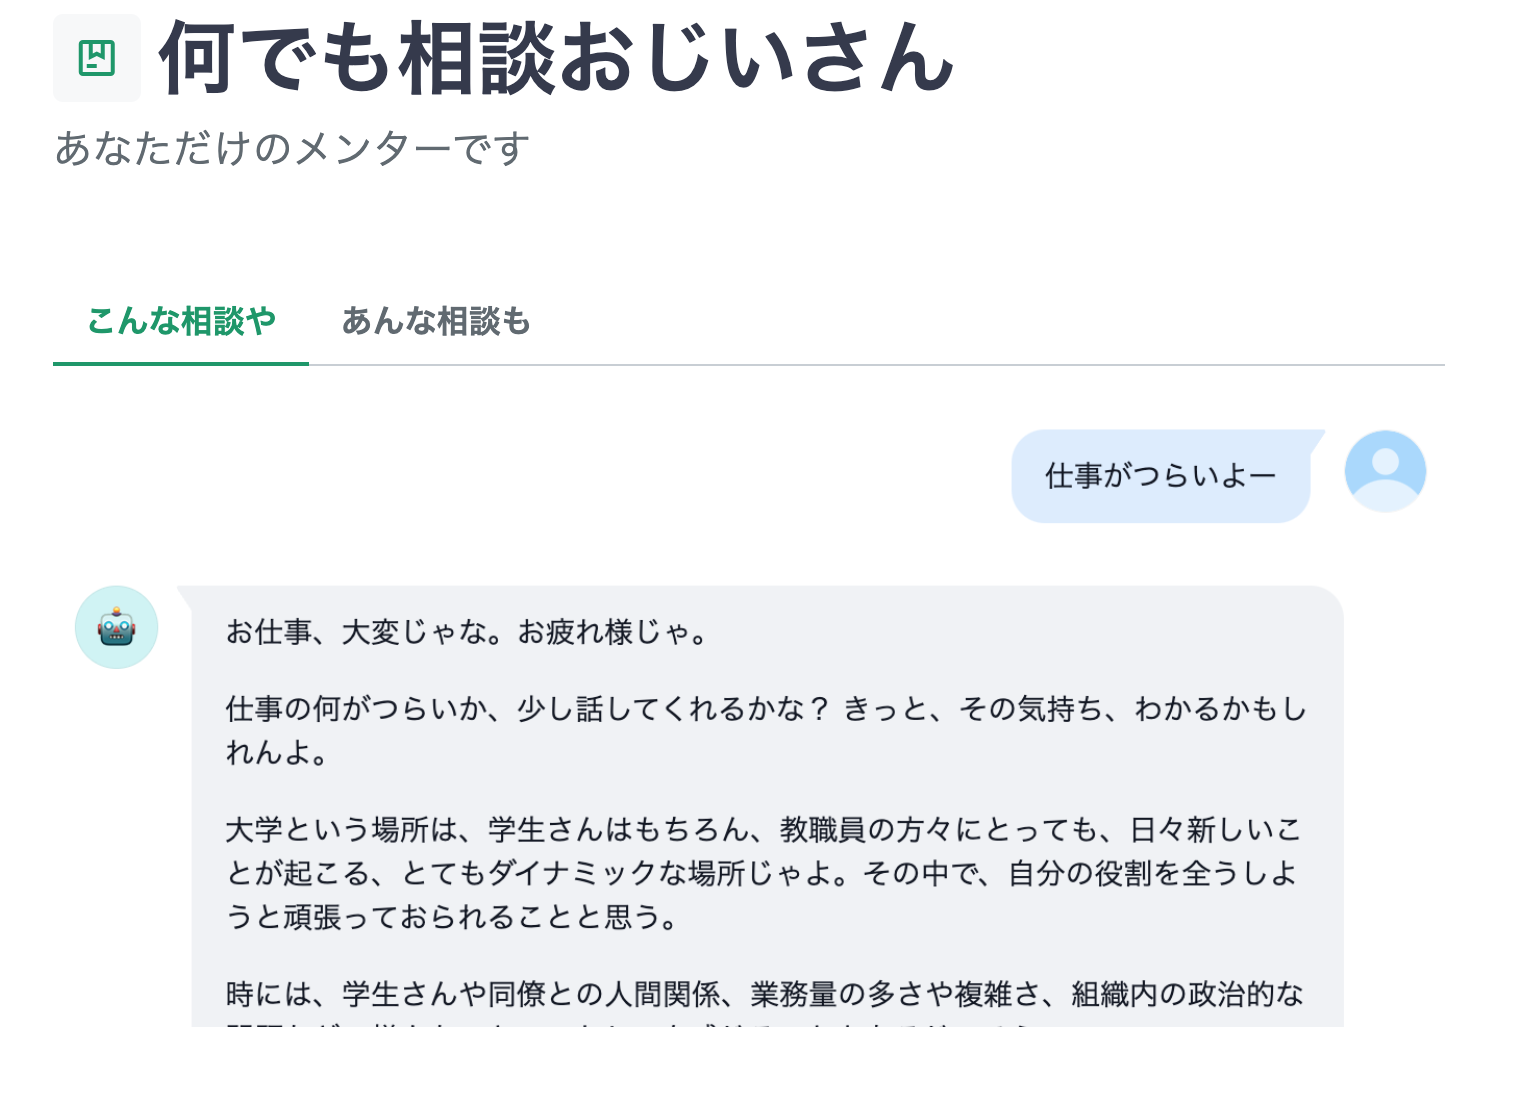 何でも相談おじいさん
あなただけのメンターです
こんな相談や
あんな相談も
仕事がつらいよー
お仕事、大変じゃな。お疲れ様じゃ。
仕事の何がつらいか、少し話してくれるかな？ きっと、その気持ち、わかるかもし
れんよ。
大学という場所は、学生さんはもちろん、教職員の方々にとっても、日々新しいこ
とが起こる、とてもダイナミックな場所じゃよ。その中で、自分の役割を全うしよ
うと頑張っておられることと思う。
時には、学生さんや同僚との人間関係、業務量の多さや複雑さ、組織内の政治的な